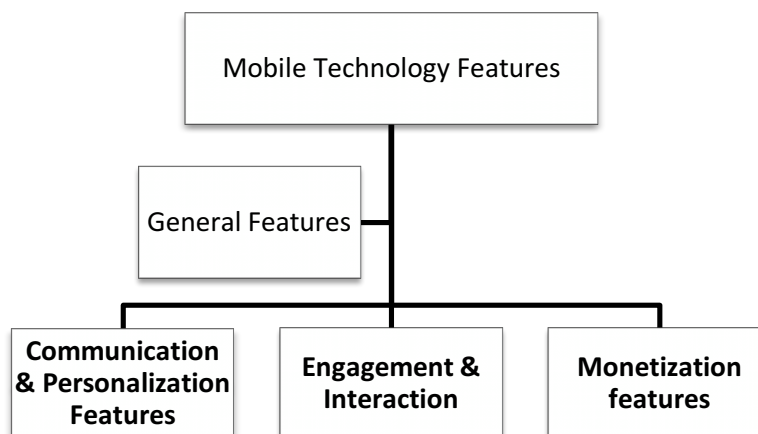 Mobile Technology Features
General Features
Communication
& Personalization
Features
Engagement &
Interaction
Monetization
features